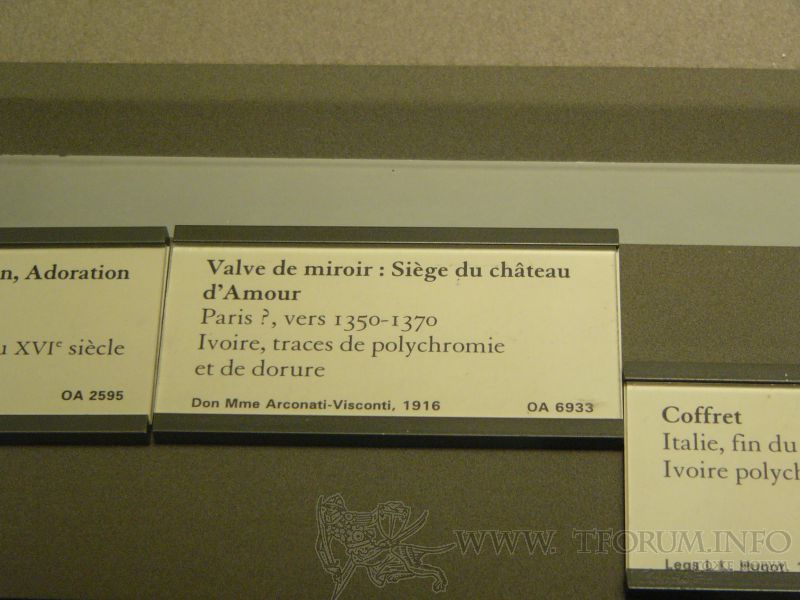 n, Adoration
u XVIe siècle
OA 2595
Valve de miroir : Siège du château
d'Amour
Paris ?, vers 1350-1370
Ivoire, traces de polychromie
et de dorure
Don Mme Arconati-Visconti, 1916 OA 6933
Coffret
Italie, fin du
Ivoire polych
Legs Hugot,
WWW.TFORUM.INFO